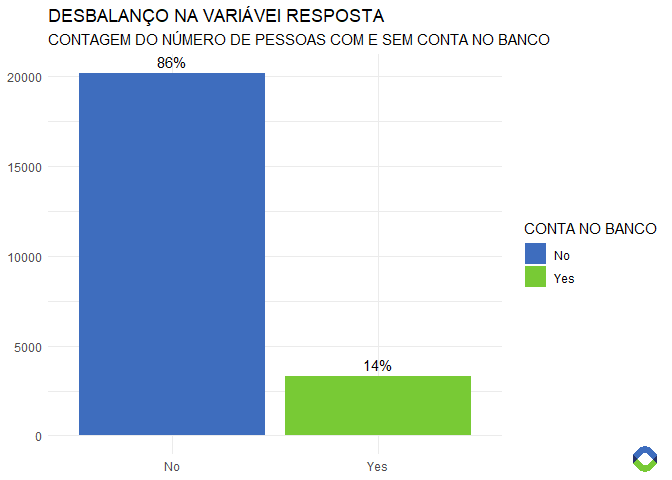 DESBALANÇO NA VARIÁVEI RESPOSTA
CONTAGEM DO NÚMERO DE PESSOAS COM E SEM CONTA NO BANCO
86%
20000
15000
10000
5000
0
14%
No
Yes
CONTA NO BANCO
No
Yes